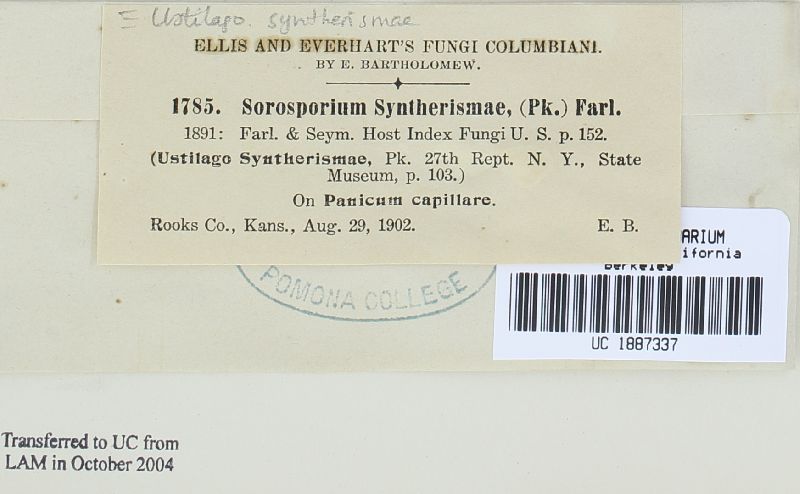 ≡ Ustilago. syntherismae
ELLIS AND EVERHART'S FUNGI COLUMBIANI.
BY E. BARTHOLOMEW.
1785. Sorosporium Syntherismae, (Pk.) Farl.
1891: Farl. & Seym. Host Index Fungi U. S. p. 152.
(Ustilago Syntherismae, Pk. 27th Rept. N. Y., State
Museum, p. 103.)
On Panicum capillare.
Rooks Co., Kans., Aug. 29, 1902. E. B.
POMONA COLLEGE
ARIUM
ifornia
Berkeley
UC 1887337
Transferred to UC from
LAM in October 2004